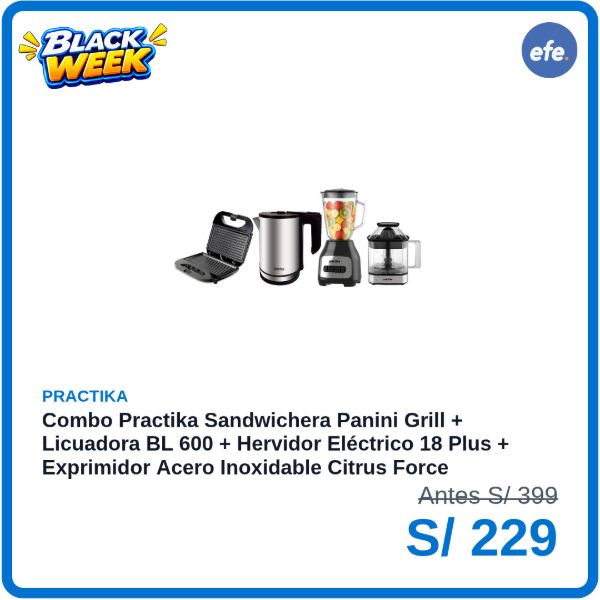 BLACK
WEEK
efe.
PRACTIKA
Combo Practika Sandwichera Panini Grill +
Licuadora BL 600 + Hervidor Eléctrico 18 Plus +
Exprimidor Acero Inoxidable Citrus Force
Antes S/ 399
S/ 229